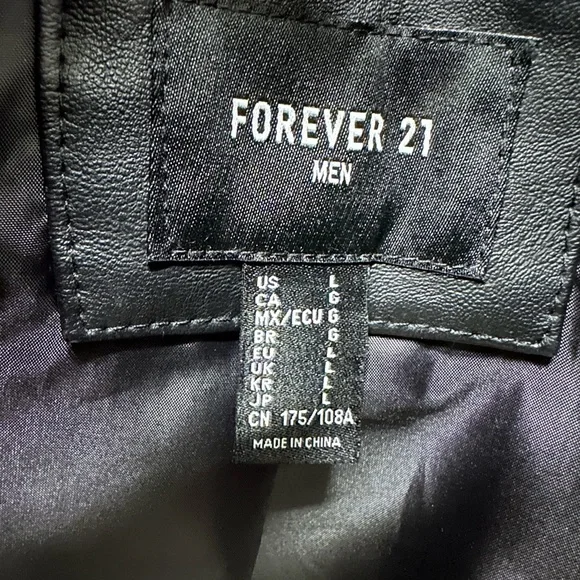 FOREVER 21
MEN
US L
CA G
MX/ECU G
BR G
EU L
UK L
KR L
JP L
CN 175/108A
MADE IN CHINA